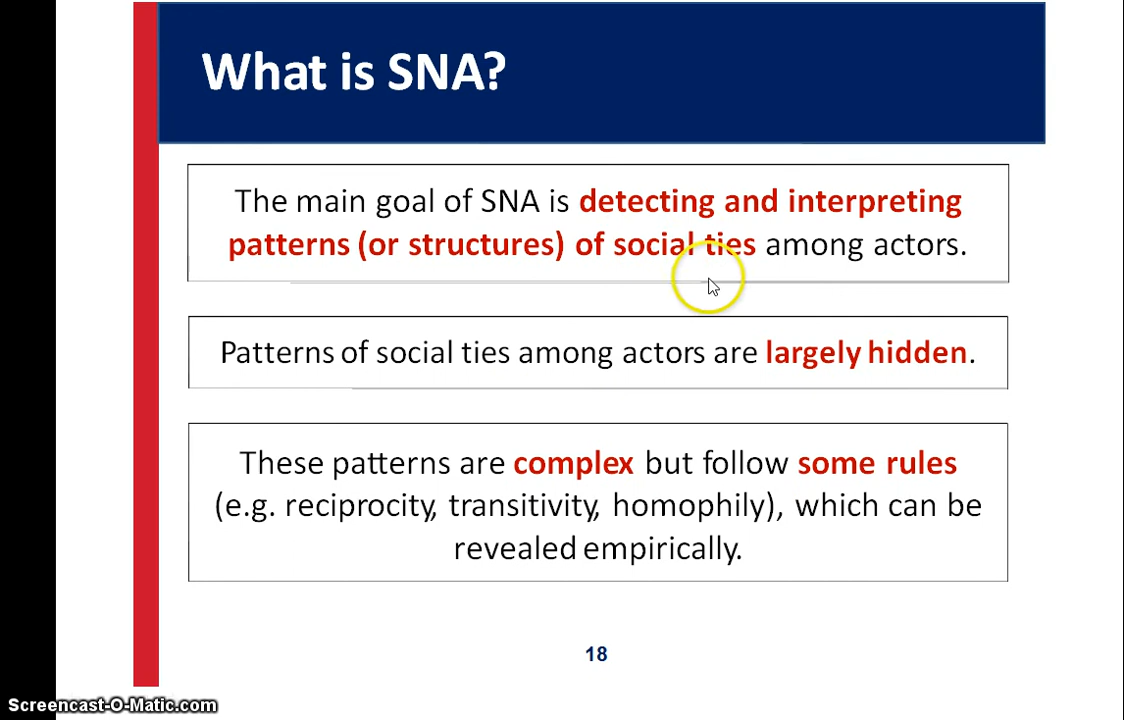 What is SNA?
The main goal of SNA is detecting and interpreting
patterns (or structures) of social ties among actors.
Patterns of social ties among actors are largely hidden.
These patterns are complex but follow some rules
(e.g. reciprocity, transitivity, homophily), which can be
revealed empirically.
18
Screencast-O-Matic.com